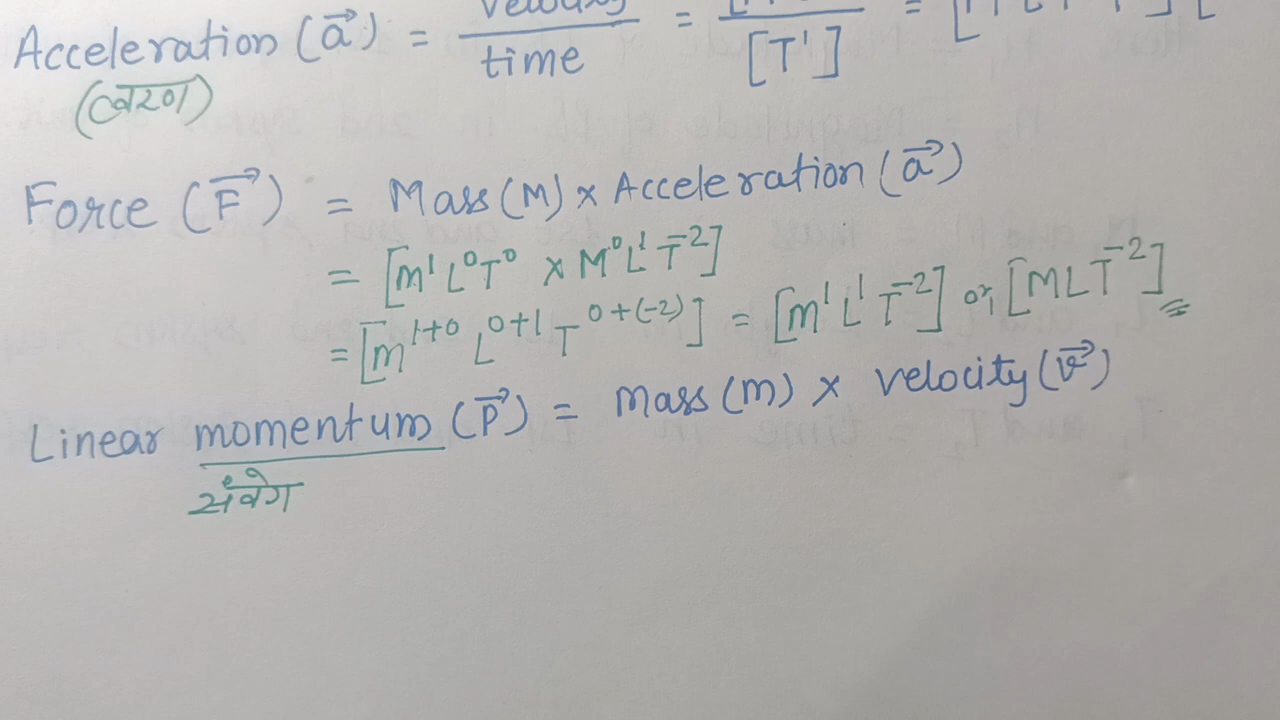 Acceleration (a⃗) = velocity / time = / [T¹] =
(त्वरण)
Force (F⃗) = Mass (M) × Acceleration (a⃗)
= [M¹L⁰T⁰ × M⁰L¹T⁻²]
= [M¹⁺⁰ L⁰⁺¹ T⁰⁺⁽⁻²⁾] = [M¹L¹T⁻²] or, [MLT⁻²]
Linear momentum (P⃗) = Mass (m) × velocity (v⃗)
संवेग